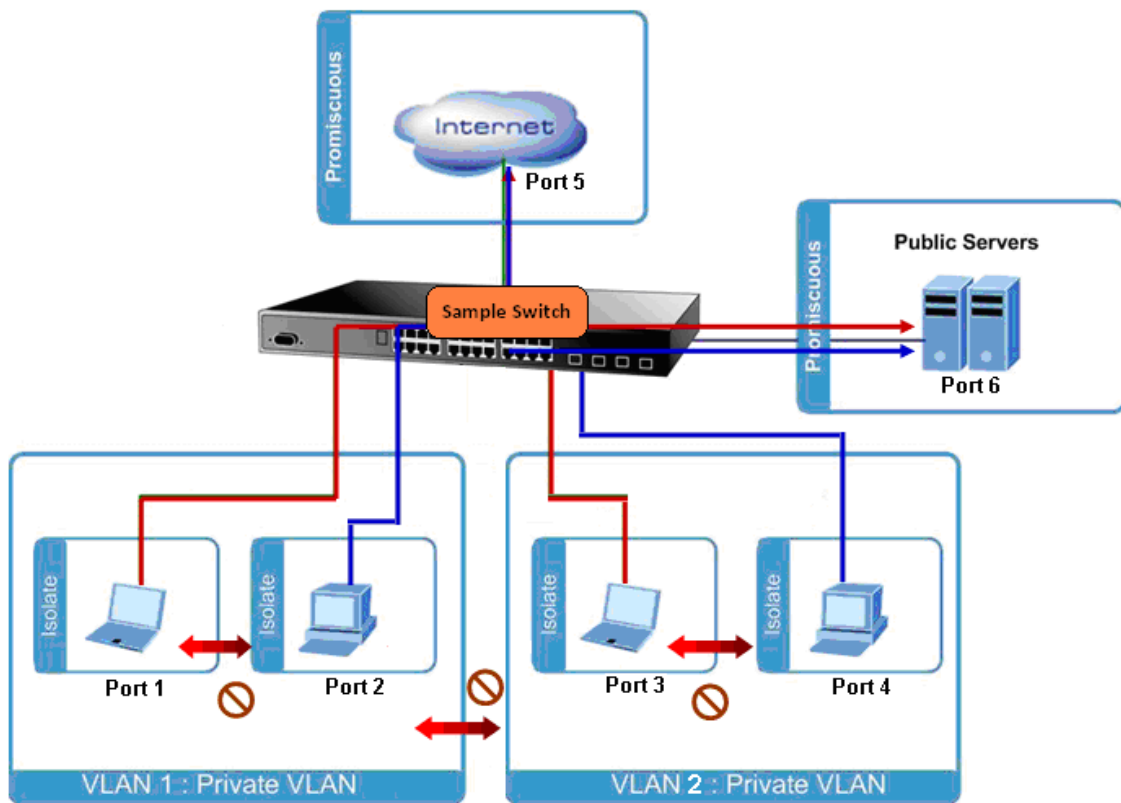 Promiscuous
Internet
Port 5
Promiscuous
Public Servers
Port 6
Sample Switch
Isolate
Port 1
Isolate
Port 2
Isolate
Port 3
Isolate
Port 4
VLAN 1 : Private VLAN
VLAN 2 : Private VLAN